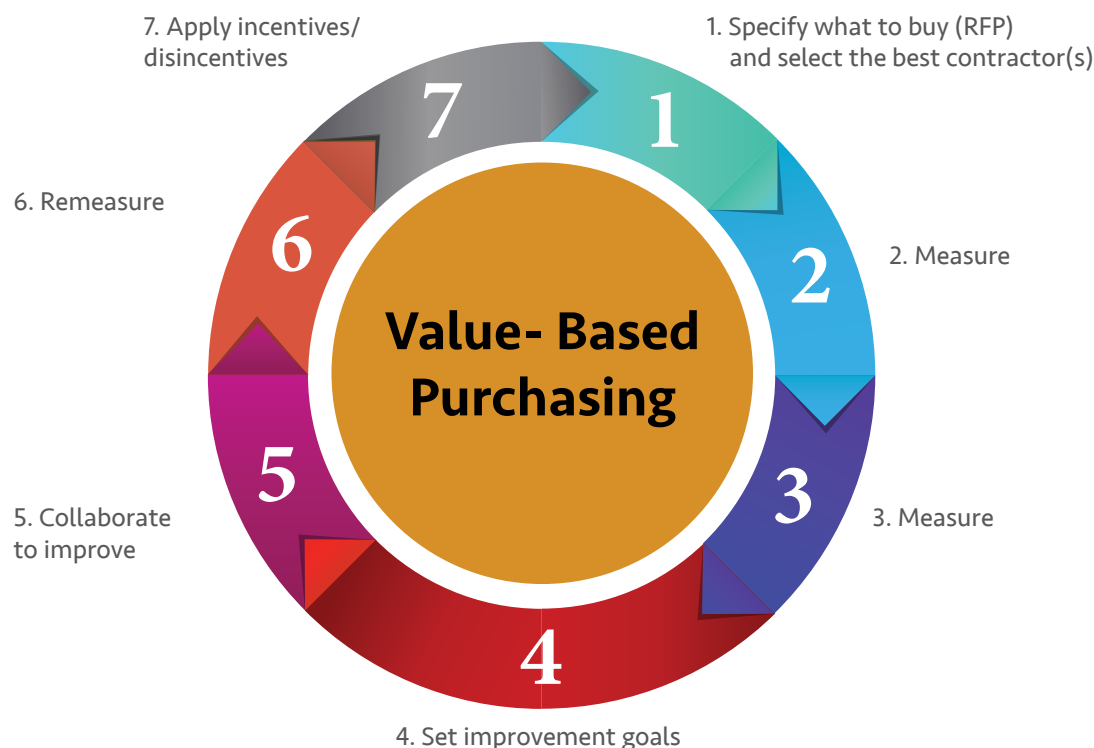 7. Apply incentives/
disincentives
1. Specify what to buy (RFP)
and select the best contractor(s)
7
1
6. Remeasure
6
2
2. Measure
Value- Based
Purchasing
5
3
5. Collaborate
to improve
3. Measure
4
4. Set improvement goals